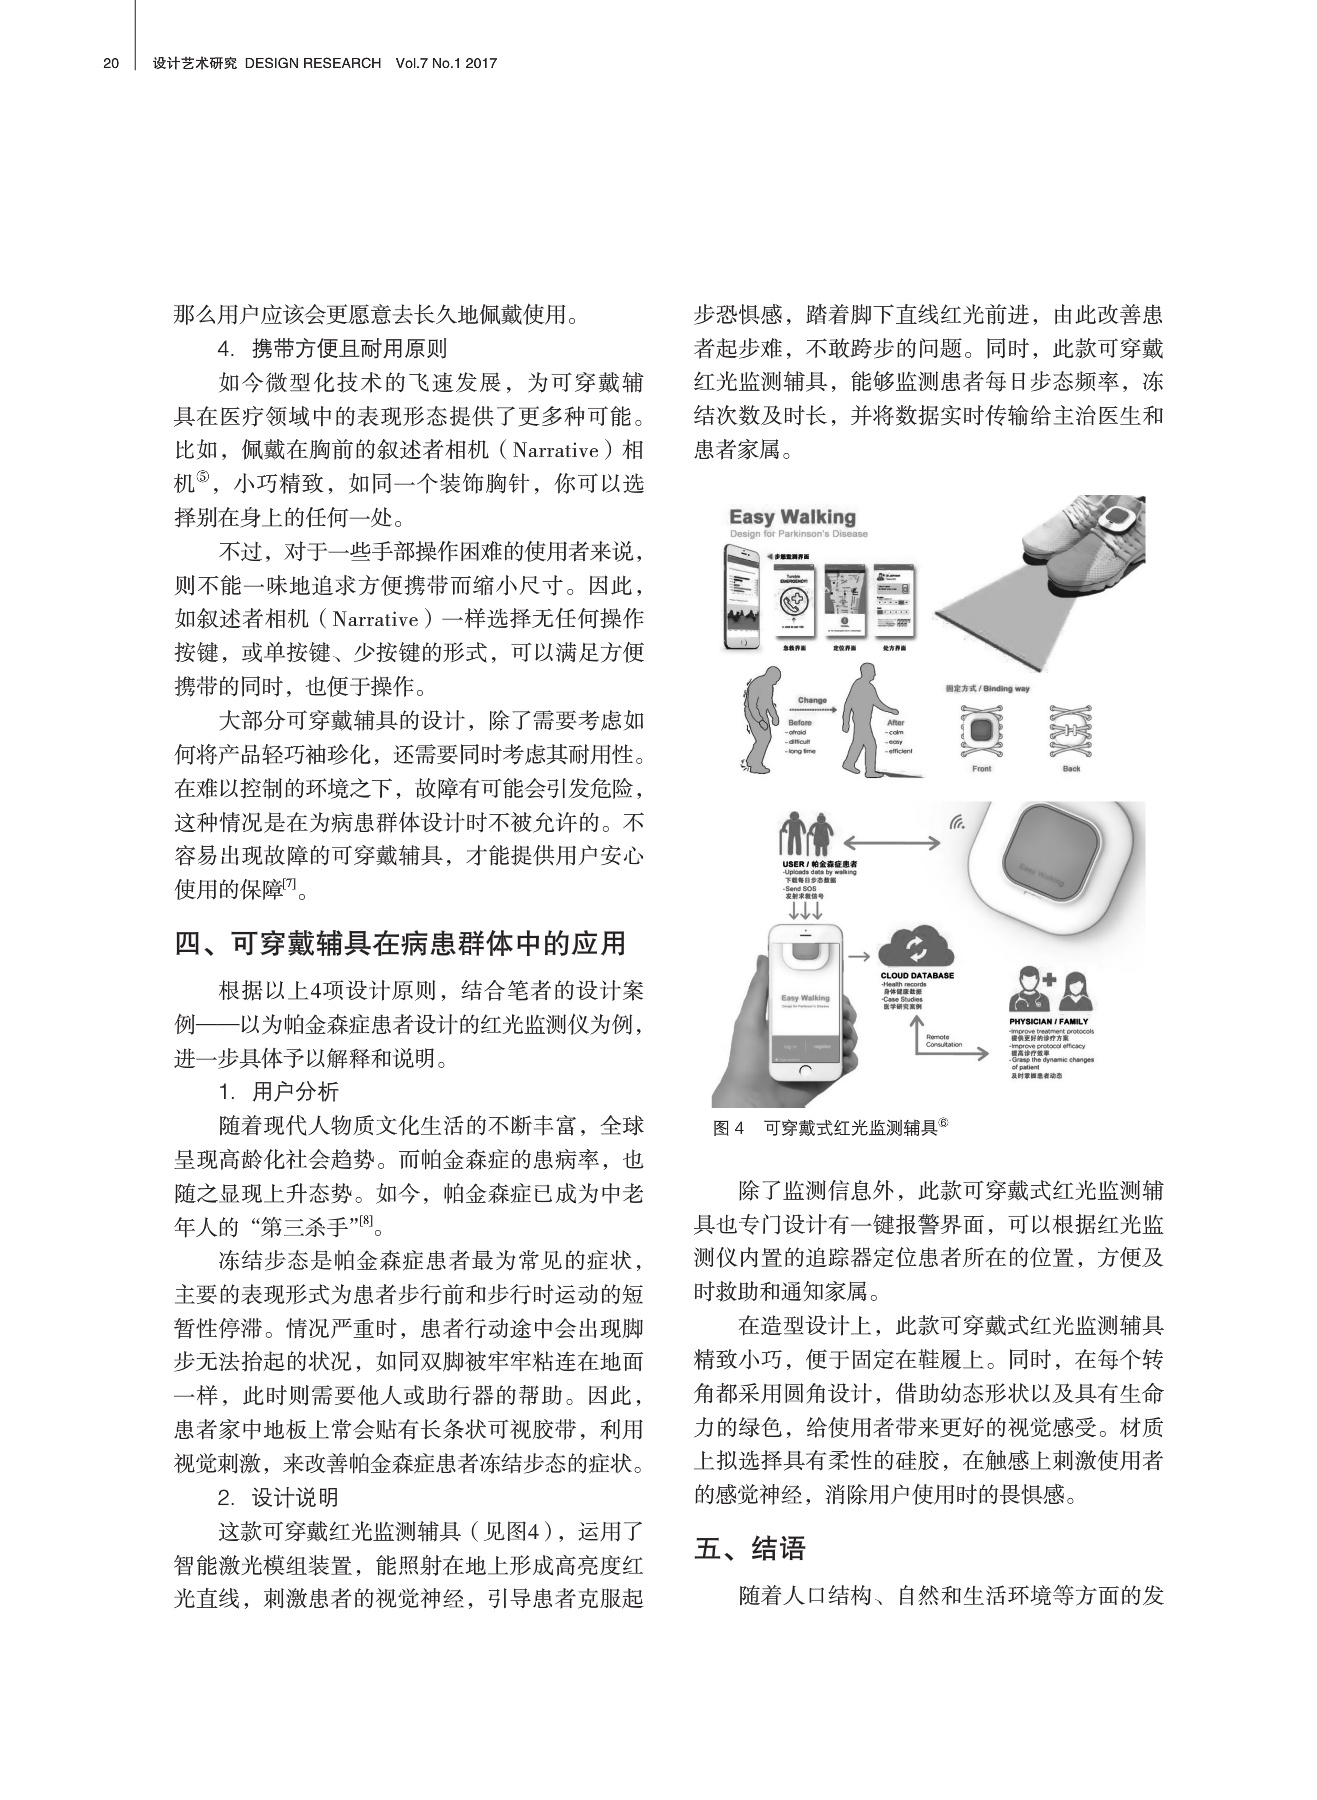 20
设计艺术研究 DESIGN RESEARCH Vol.7 No.1 2017
那么用户应该会更愿意去长久地佩戴使用。
4. 携带方便且耐用原则
如今微型化技术的飞速发展，为可穿戴辅
具在医疗领域中的表现形态提供了更多种可能。
比如，佩戴在胸前的叙述者相机（Narrative）相
机⑤，小巧精致，如同一个装饰胸针，你可以选
择别在身上的任何一处。
不过，对于一些手部操作困难的使用者来说，
则不能一味地追求方便携带而缩小尺寸。因此，
如叙述者相机（Narrative）一样选择无任何操作
按键，或单按键、少按键的形式，可以满足方便
携带的同时，也便于操作。
大部分可穿戴辅具的设计，除了需要考虑如
何将产品轻巧袖珍化，还需要同时考虑其耐用性。
在难以控制的环境之下，故障有可能会引发危险，
这种情况是在为病患群体设计时不被允许的。不
容易出现故障的可穿戴辅具，才能提供用户安心
使用的保障[7]。
四、可穿戴辅具在病患群体中的应用
根据以上4项设计原则，结合笔者的设计案
例——以为帕金森症患者设计的红光监测仪为例，
进一步具体予以解释和说明。
1. 用户分析
随着现代人物质文化生活的不断丰富，全球
呈现高龄化社会趋势。而帕金森症的患病率，也
随之显现上升态势。如今，帕金森症已成为中老
年人的“第三杀手”[8]。
冻结步态是帕金森症患者最为常见的症状，
主要的表现形式为患者步行前和步行时运动的短
暂性停滞。情况严重时，患者行动途中会出现脚
步无法抬起的状况，如同双脚被牢牢粘连在地面
一样，此时则需要他人或助行器的帮助。因此，
患者家中地板上常会贴有长条状可视胶带，利用
视觉刺激，来改善帕金森症患者冻结步态的症状。
2. 设计说明
这款可穿戴红光监测辅具（见图4），运用了
智能激光模组装置，能照射在地上形成高亮度红
光直线，刺激患者的视觉神经，引导患者克服起
步恐惧感，踏着脚下直线红光前进，由此改善患
者起步难，不敢跨步的问题。同时，此款可穿戴
红光监测辅具，能够监测患者每日步态频率，冻
结次数及时长，并将数据实时传输给主治医生和
患者家属。
Easy Walking
Design for Parkinson's Disease
步态监测界面
EMERGENCY!
急救界面
定位界面
处方界面
Change
Before
-afraid
-difficult
-long time
After
-calm
-easy
-efficient
固定方式 / Binding way
Front
Back
USER / 帕金森症患者
-Uploads data by walking
下载每日步态数据
-Send SOS
发射求救信号
Easy Walking
Easy Walking
Design for Parkinson's Disease
CLOUD DATABASE
-Health records
身体健康数据
-Case Studies
医学研究案例
Remote
Consultation
PHYSICIAN / FAMILY
-Improve treatment protocols
提供更好的诊疗方案
-Improve protocol efficacy
提高诊疗效率
-Grasp the dynamic changes
of patient
及时掌握患者动态
图 4 可穿戴式红光监测辅具⑥
除了监测信息外，此款可穿戴式红光监测辅
具也专门设计有一键报警界面，可以根据红光监
测仪内置的追踪器定位患者所在的位置，方便及
时救助和通知家属。
在造型设计上，此款可穿戴式红光监测辅具
精致小巧，便于固定在鞋履上。同时，在每个转
角都采用圆角设计，借助幼态形状以及具有生命
力的绿色，给使用者带来更好的视觉感受。材质
上拟选择具有柔性的硅胶，在触感上刺激使用者
的感觉神经，消除用户使用时的畏惧感。
五、结语
随着人口结构、自然和生活环境等方面的发